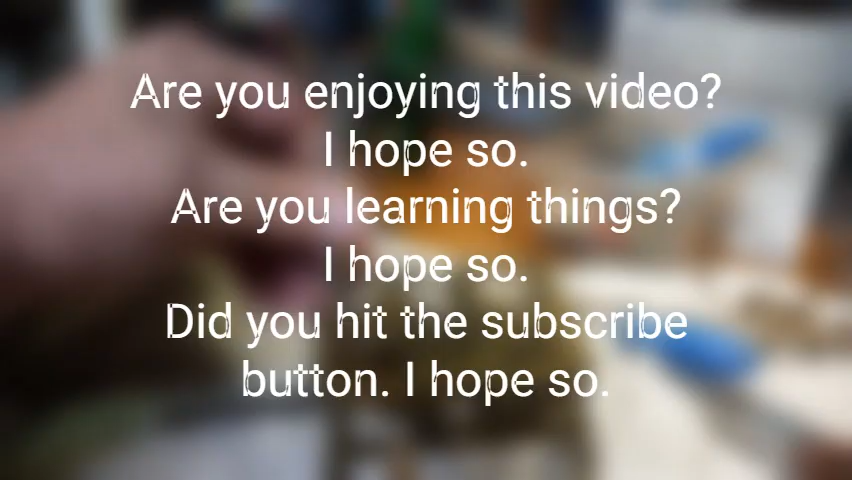 Are you enjoying this video?
I hope so.
Are you learning things?
I hope so.
Did you hit the subscribe
button. I hope so.